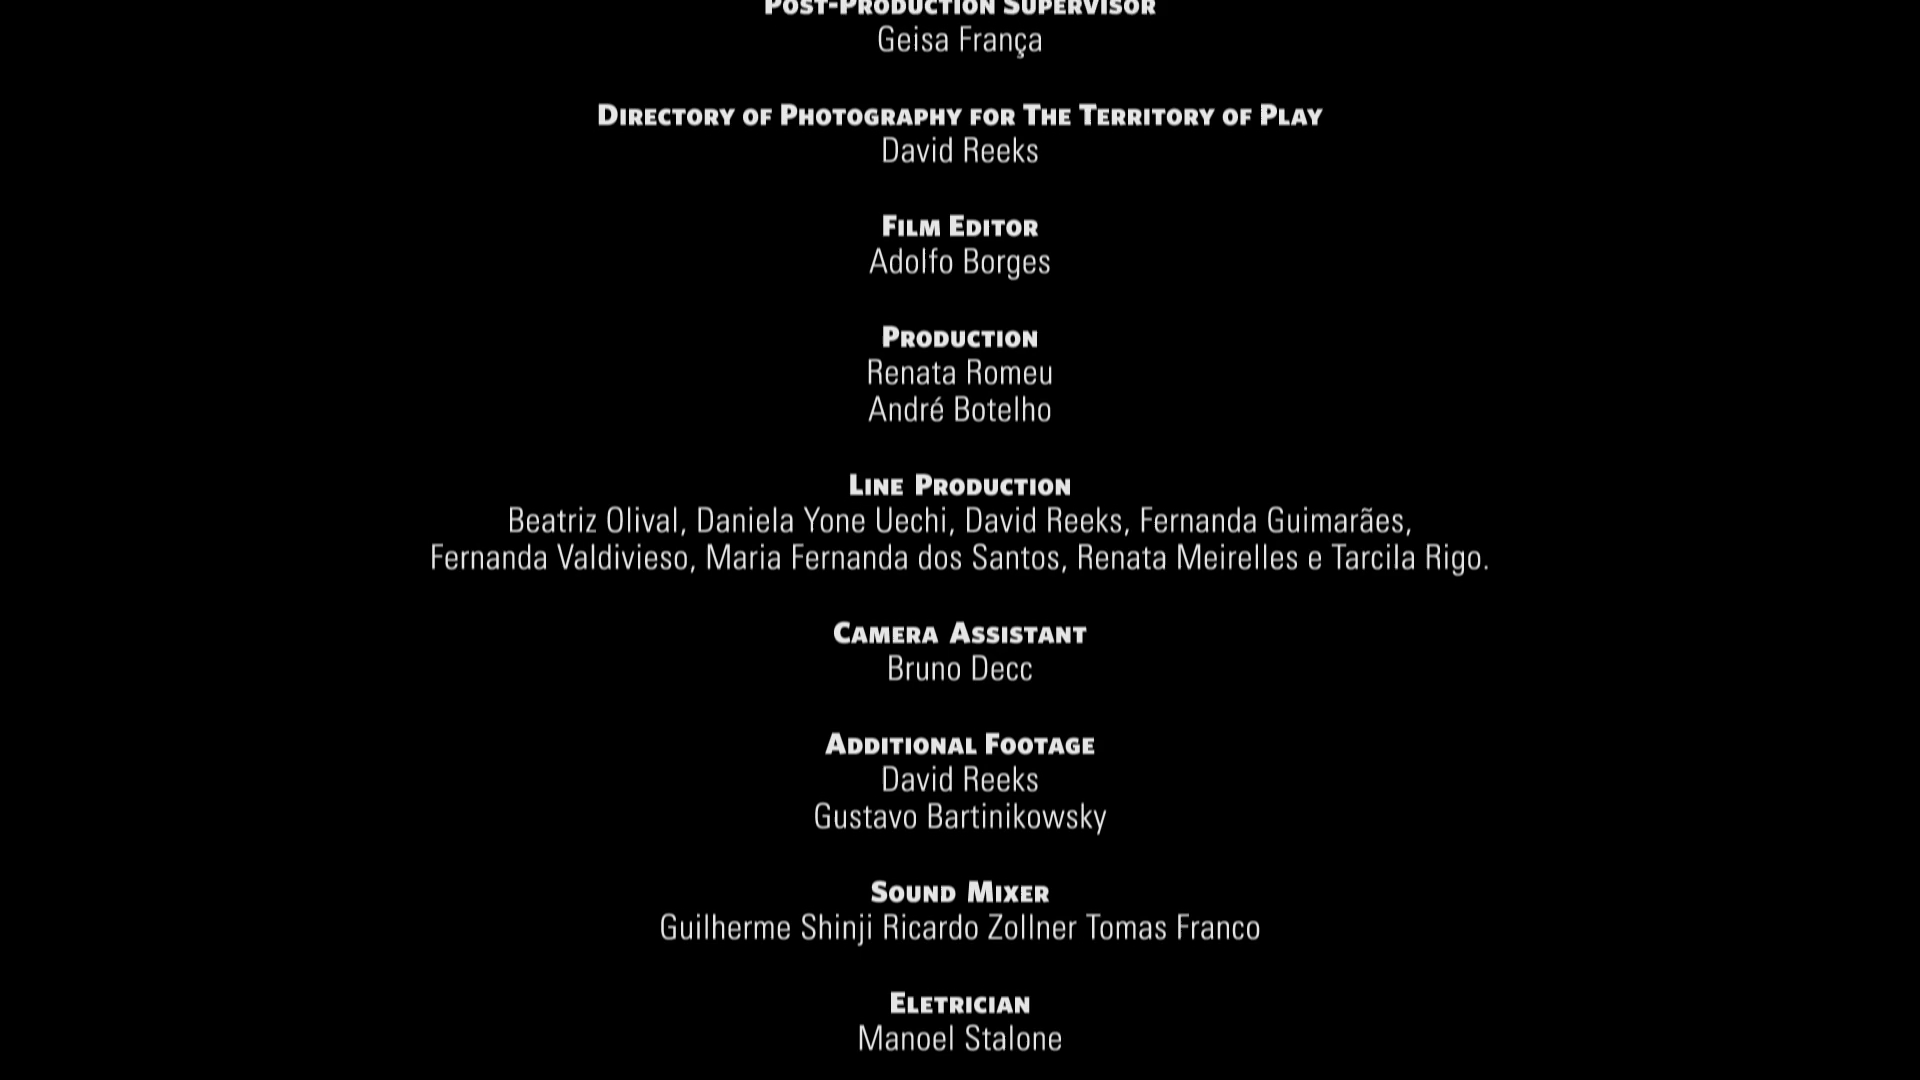 Post-Production Supervisor
Geisa França
Directory of Photography for The Territory of Play
David Reeks
Film Editor
Adolfo Borges
Production
Renata Romeu
André Botelho
Line Production
Beatriz Olival, Daniela Yone Uechi, David Reeks, Fernanda Guimarães,
Fernanda Valdivieso, Maria Fernanda dos Santos, Renata Meirelles e Tarcila Rigo.
Camera Assistant
Bruno Decc
Additional Footage
David Reeks
Gustavo Bartinikowsky
Sound Mixer
Guilherme Shinji Ricardo Zollner Tomas Franco
Eletrician
Manoel Stalone